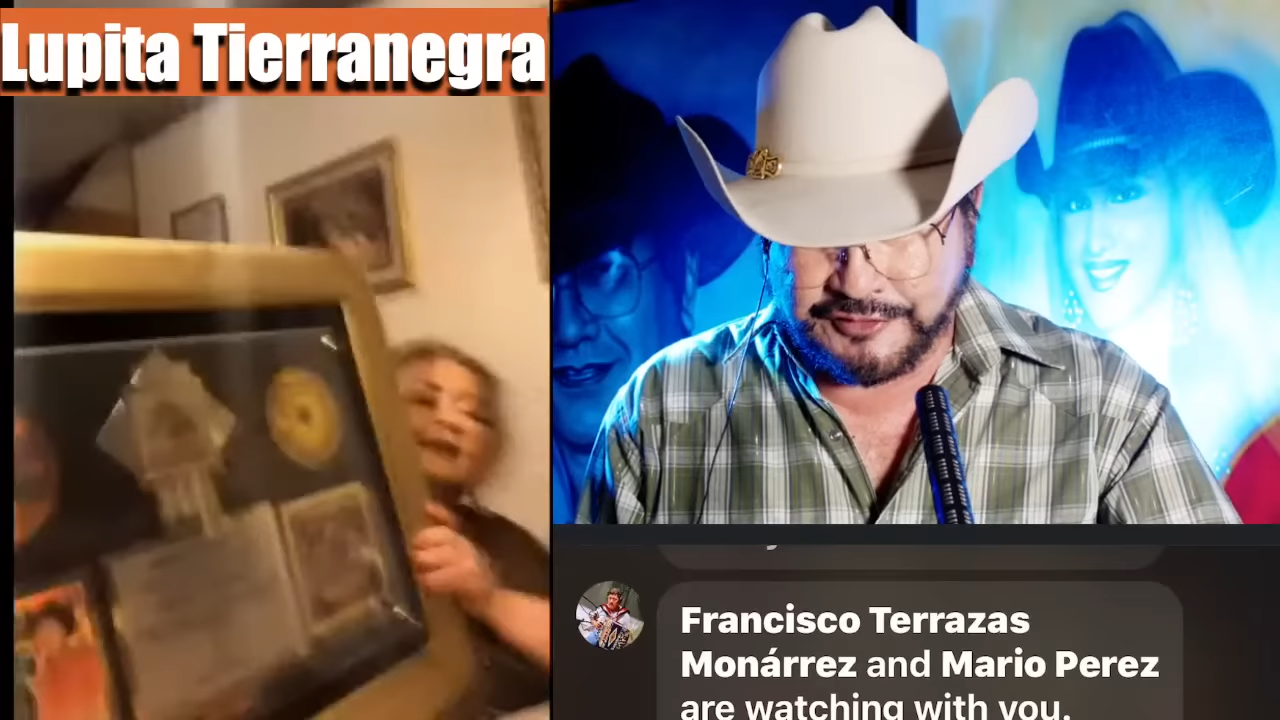 Lupita Tierranegra
Francisco Terrazas
Monárrez and Mario Perez
are watching with you.